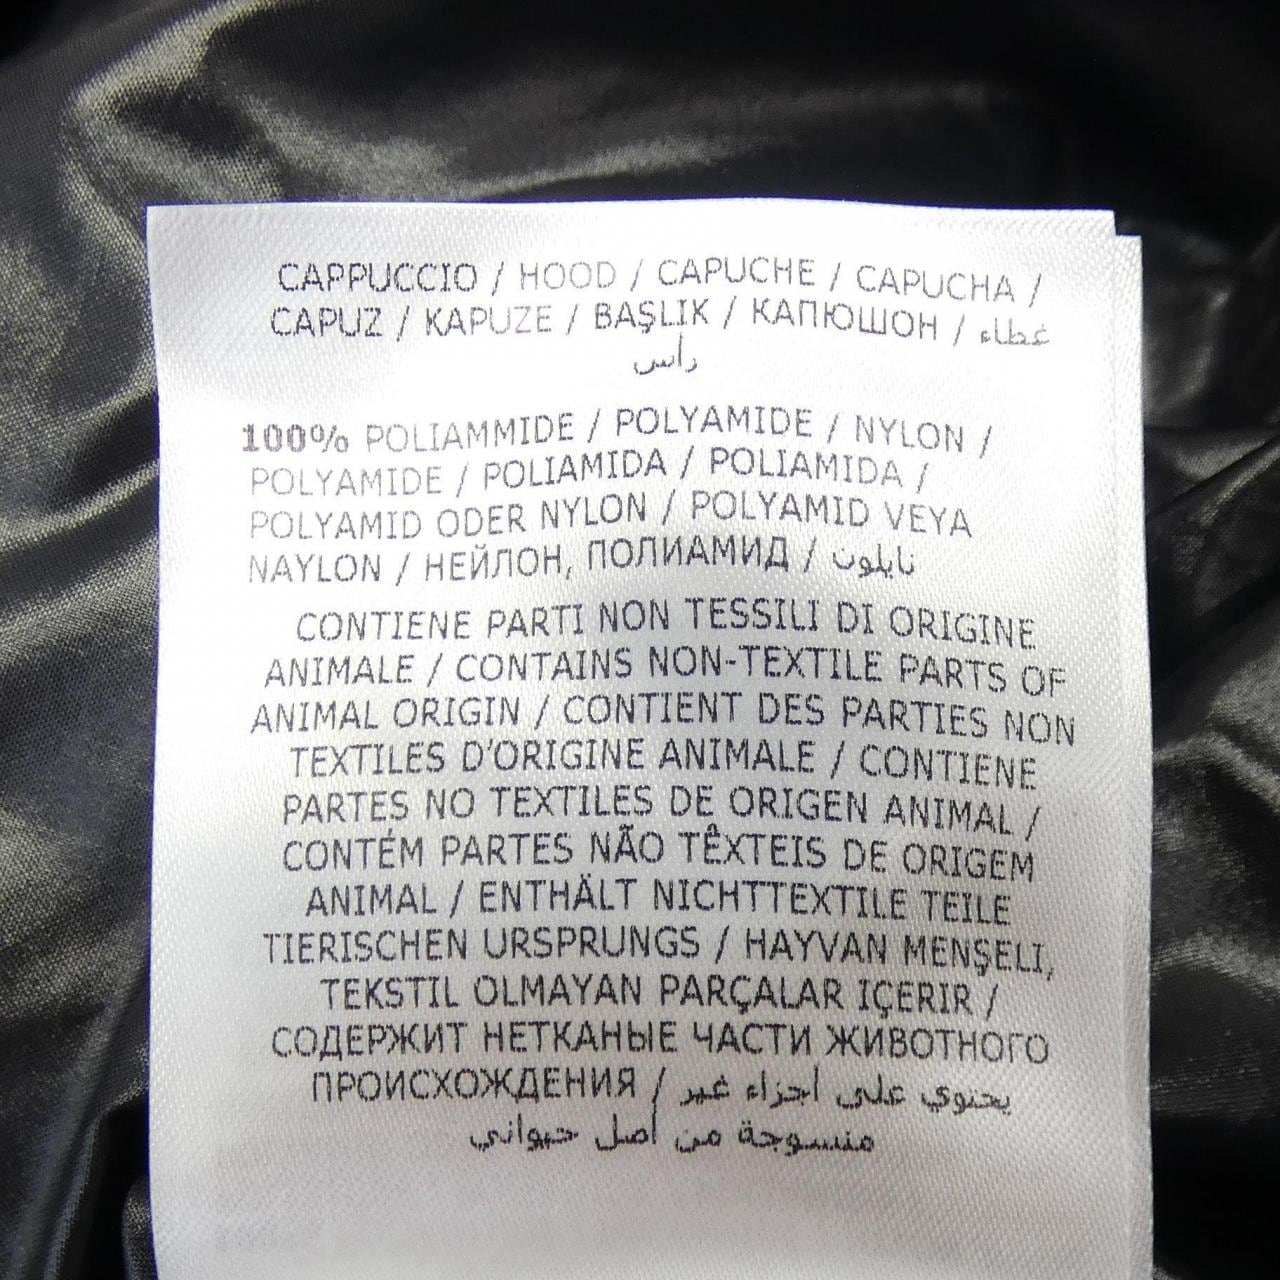 CAPPUCCIO / HOOD / CAPUCHE / CAPUCHA /
CAPUZ / KAPUZE / BAŞLIK / КАПЮШОН / غطاء
رأس
100% POLIAMMIDE / POLYAMIDE / NYLON /
POLYAMIDE / POLIAMIDA / POLIAMIDA /
POLYAMID ODER NYLON / POLYAMID VEYA
NAYLON / НЕЙЛОН, ПОЛИАМИД / نايلون
CONTIENE PARTI NON TESSILI DI ORIGINE
ANIMALE / CONTAINS NON-TEXTILE PARTS OF
ANIMAL ORIGIN / CONTIENT DES PARTIES NON
TEXTILES D'ORIGINE ANIMALE / CONTIENE
PARTES NO TEXTILES DE ORIGEN ANIMAL /
CONTÉM PARTES NÃO TÊXTEIS DE ORIGEM
ANIMAL / ENTHÄLT NICHTTEXTILE TEILE
TIERISCHEN URSPRUNGS / HAYVAN MENŞELI,
TEKSTIL OLMAYAN PARÇALAR IÇERIR /
СОДЕРЖИТ НЕТКАНЫЕ ЧАСТИ ЖИВОТНОГО
ПРОИСХОЖДЕНИЯ / يحتوي على أجزاء غير
منسوجة من أصل حيواني